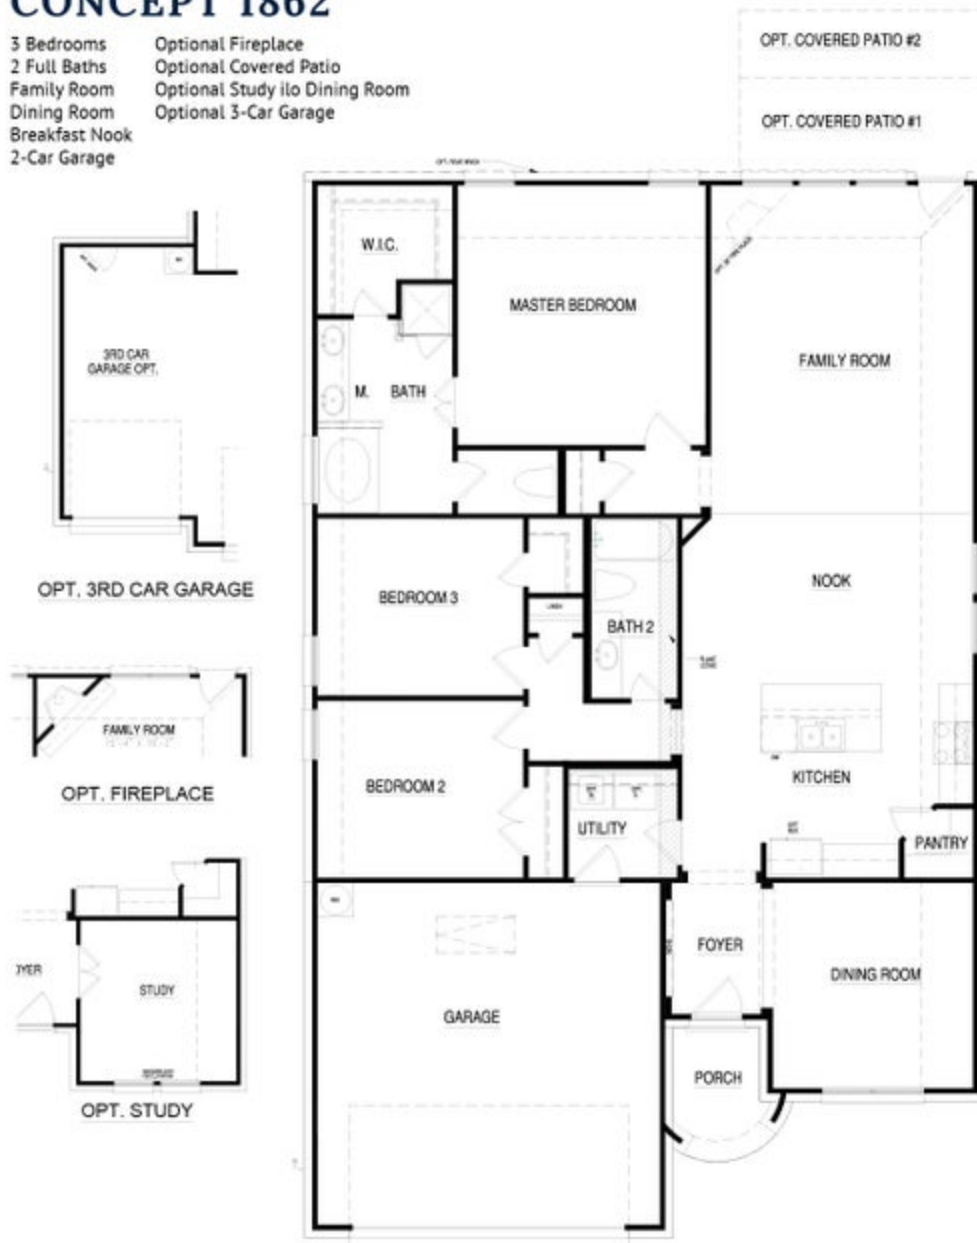 CONCEPT 1862
3 Bedrooms
2 Full Baths
Family Room
Dining Room
Breakfast Nook
2-Car Garage
Optional Fireplace
Optional Covered Patio
Optional Study ilo Dining Room
Optional 3-Car Garage
OPT. COVERED PATIO #2
OPT. COVERED PATIO #1
W.I.C.
MASTER BEDROOM
FAMILY ROOM
3RD CAR
GARAGE OPT.
M. BATH
OPT. 3RD CAR GARAGE
BEDROOM 3
NOOK
BATH 2
FAMILY ROOM
OPT. FIREPLACE
BEDROOM 2
KITCHEN
UTILITY
PANTRY
FOYER
DINING ROOM
OYER
STUDY
GARAGE
PORCH
OPT. STUDY